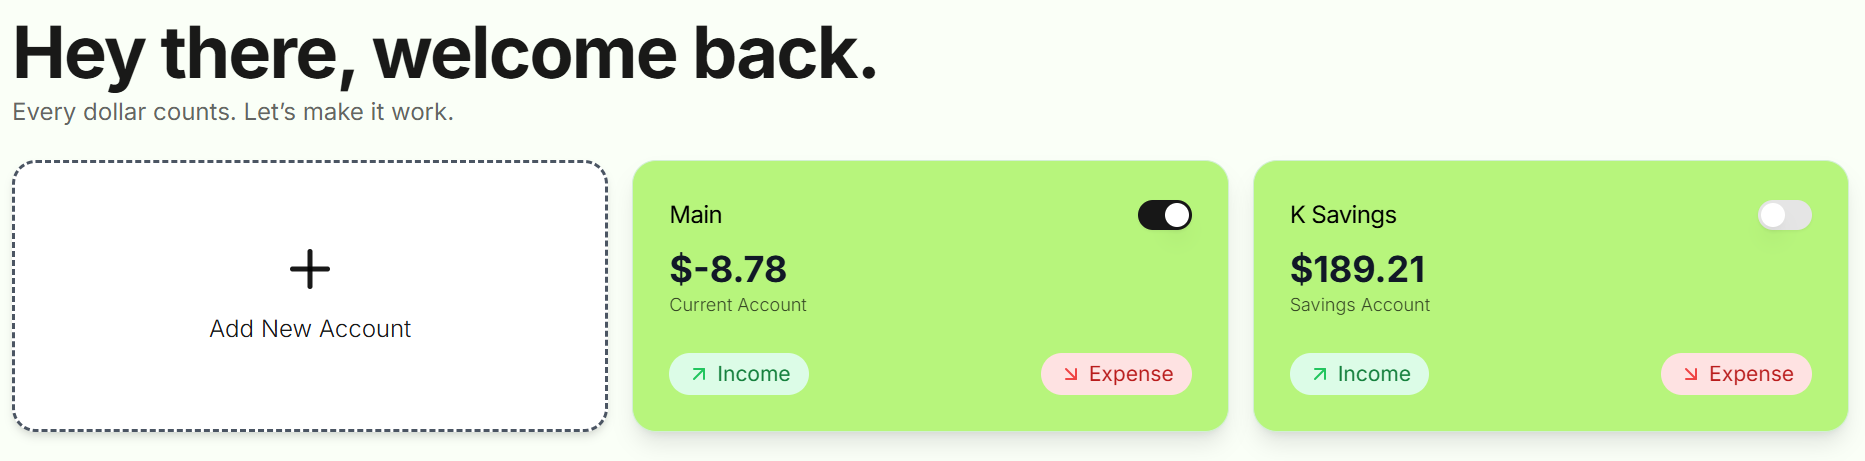 Hey there, welcome back.
Every dollar counts. Let’s make it work.
Add New Account
Main
$-8.78
Current Account
Income
Expense
K Savings
$189.21
Savings Account
Income
Expense